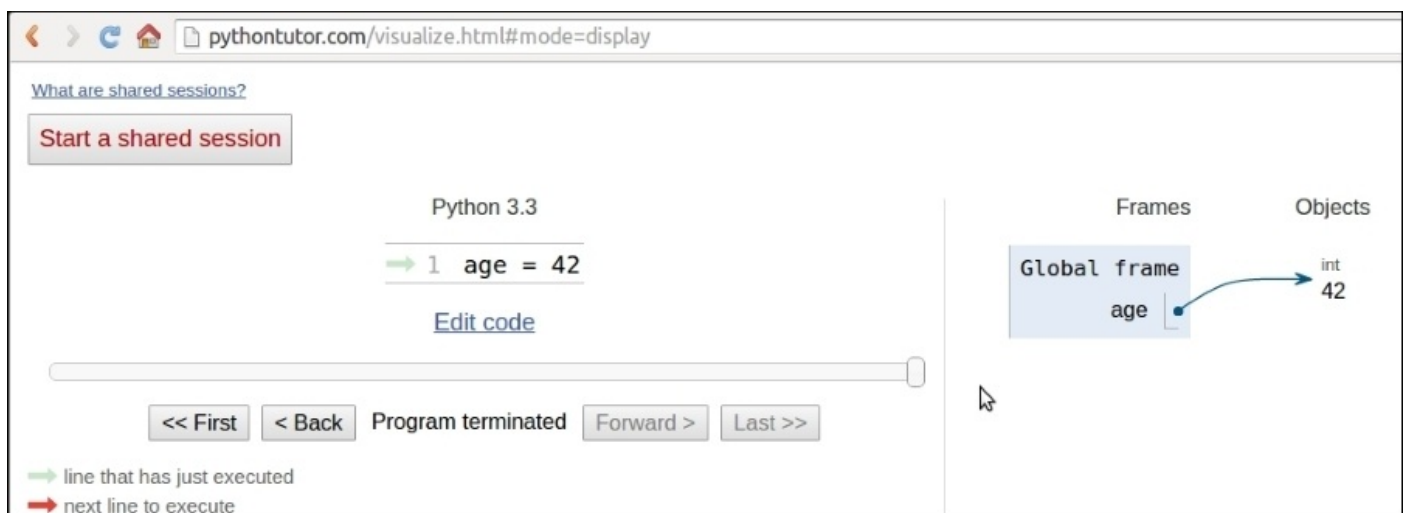 pythontutor.com/visualize.html#mode=display
What are shared sessions?
Start a shared session
Python 3.3
1 age = 42
Edit code
<< First < Back Program terminated Forward > Last >>
line that has just executed
next line to execute
Frames Objects
Global frame
age
int
42